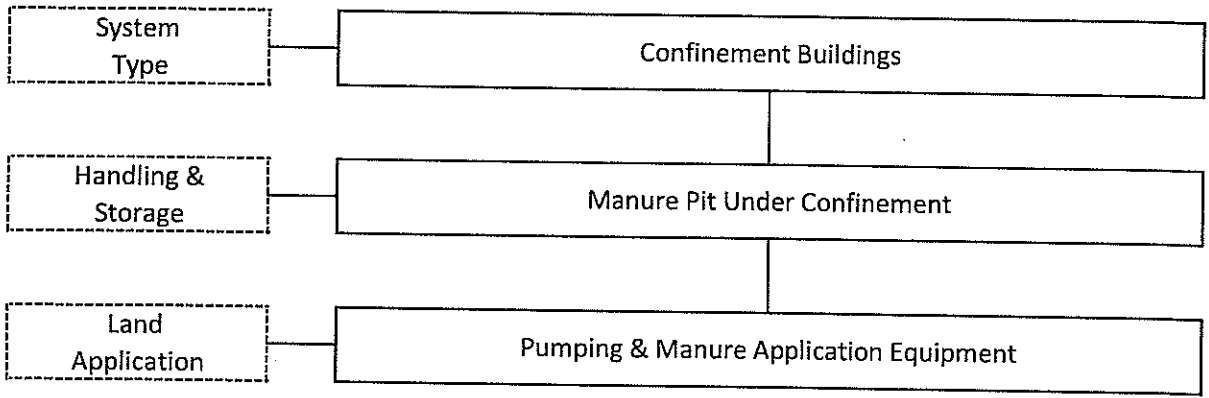 System
Type
Confinement Buildings
Handling &
Storage
Manure Pit Under Confinement
Land
Application
Pumping & Manure Application Equipment